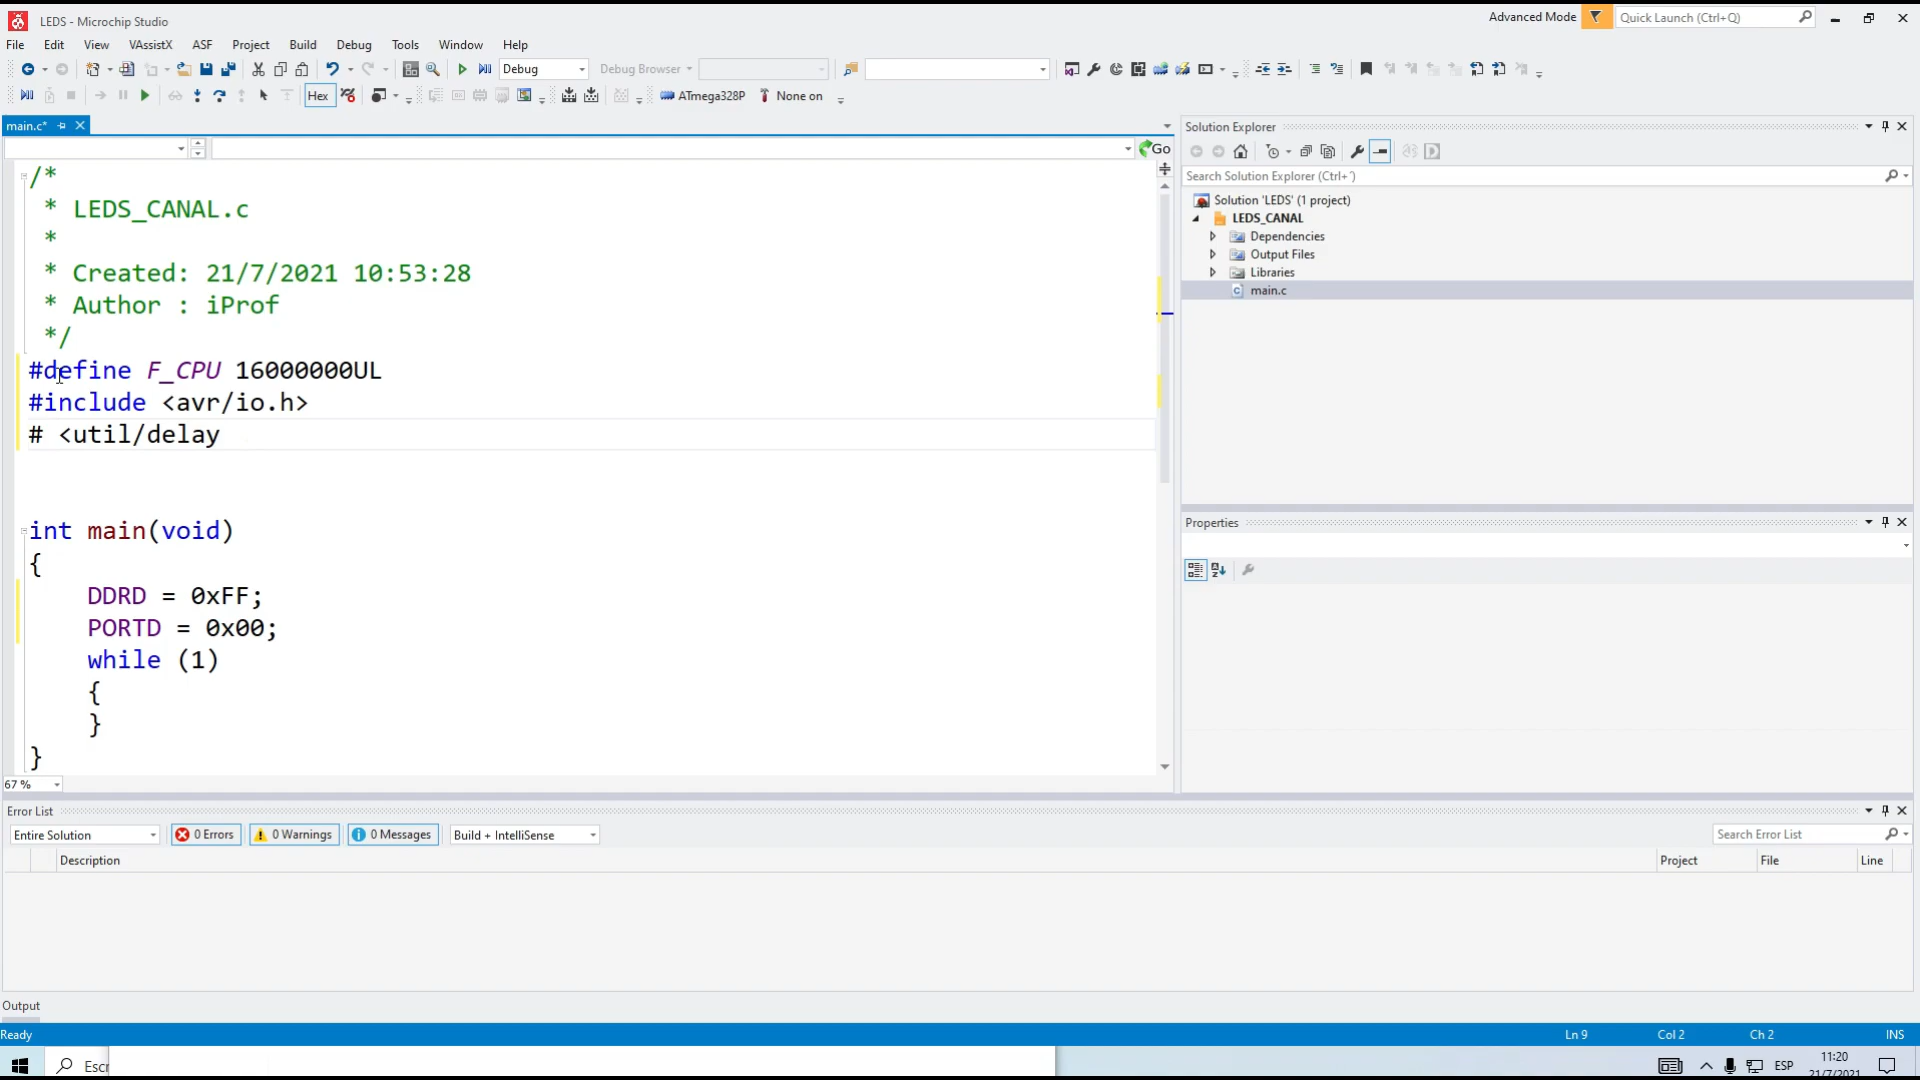 LEDS - Microchip Studio
Advanced Mode
Quick Launch (Ctrl+Q)
File Edit View VAssistX ASF Project Build Debug Tools Window Help
Debug Debug Browser
Hex ATmega328P None on
main.c*
Go
/*
* LEDS_CANAL.c
*
* Created: 21/7/2021 10:53:28
* Author : iProf
*/
#define F_CPU 16000000UL
#include <avr/io.h>
# <util/delay
int main(void)
{
DDRD = 0xFF;
PORTD = 0x00;
while (1)
{
}
}
67 %
Solution Explorer
Search Solution Explorer (Ctrl+´)
Solution 'LEDS' (1 project)
LEDS_CANAL
Dependencies
Output Files
Libraries
main.c
Properties
Error List
Entire Solution 0 Errors 0 Warnings 0 Messages Build + IntelliSense
Search Error List
Description Project File Line
Output
Ready Ln 9 Col 2 Ch 2 INS
Escr
ESP
11:20
21/7/2021